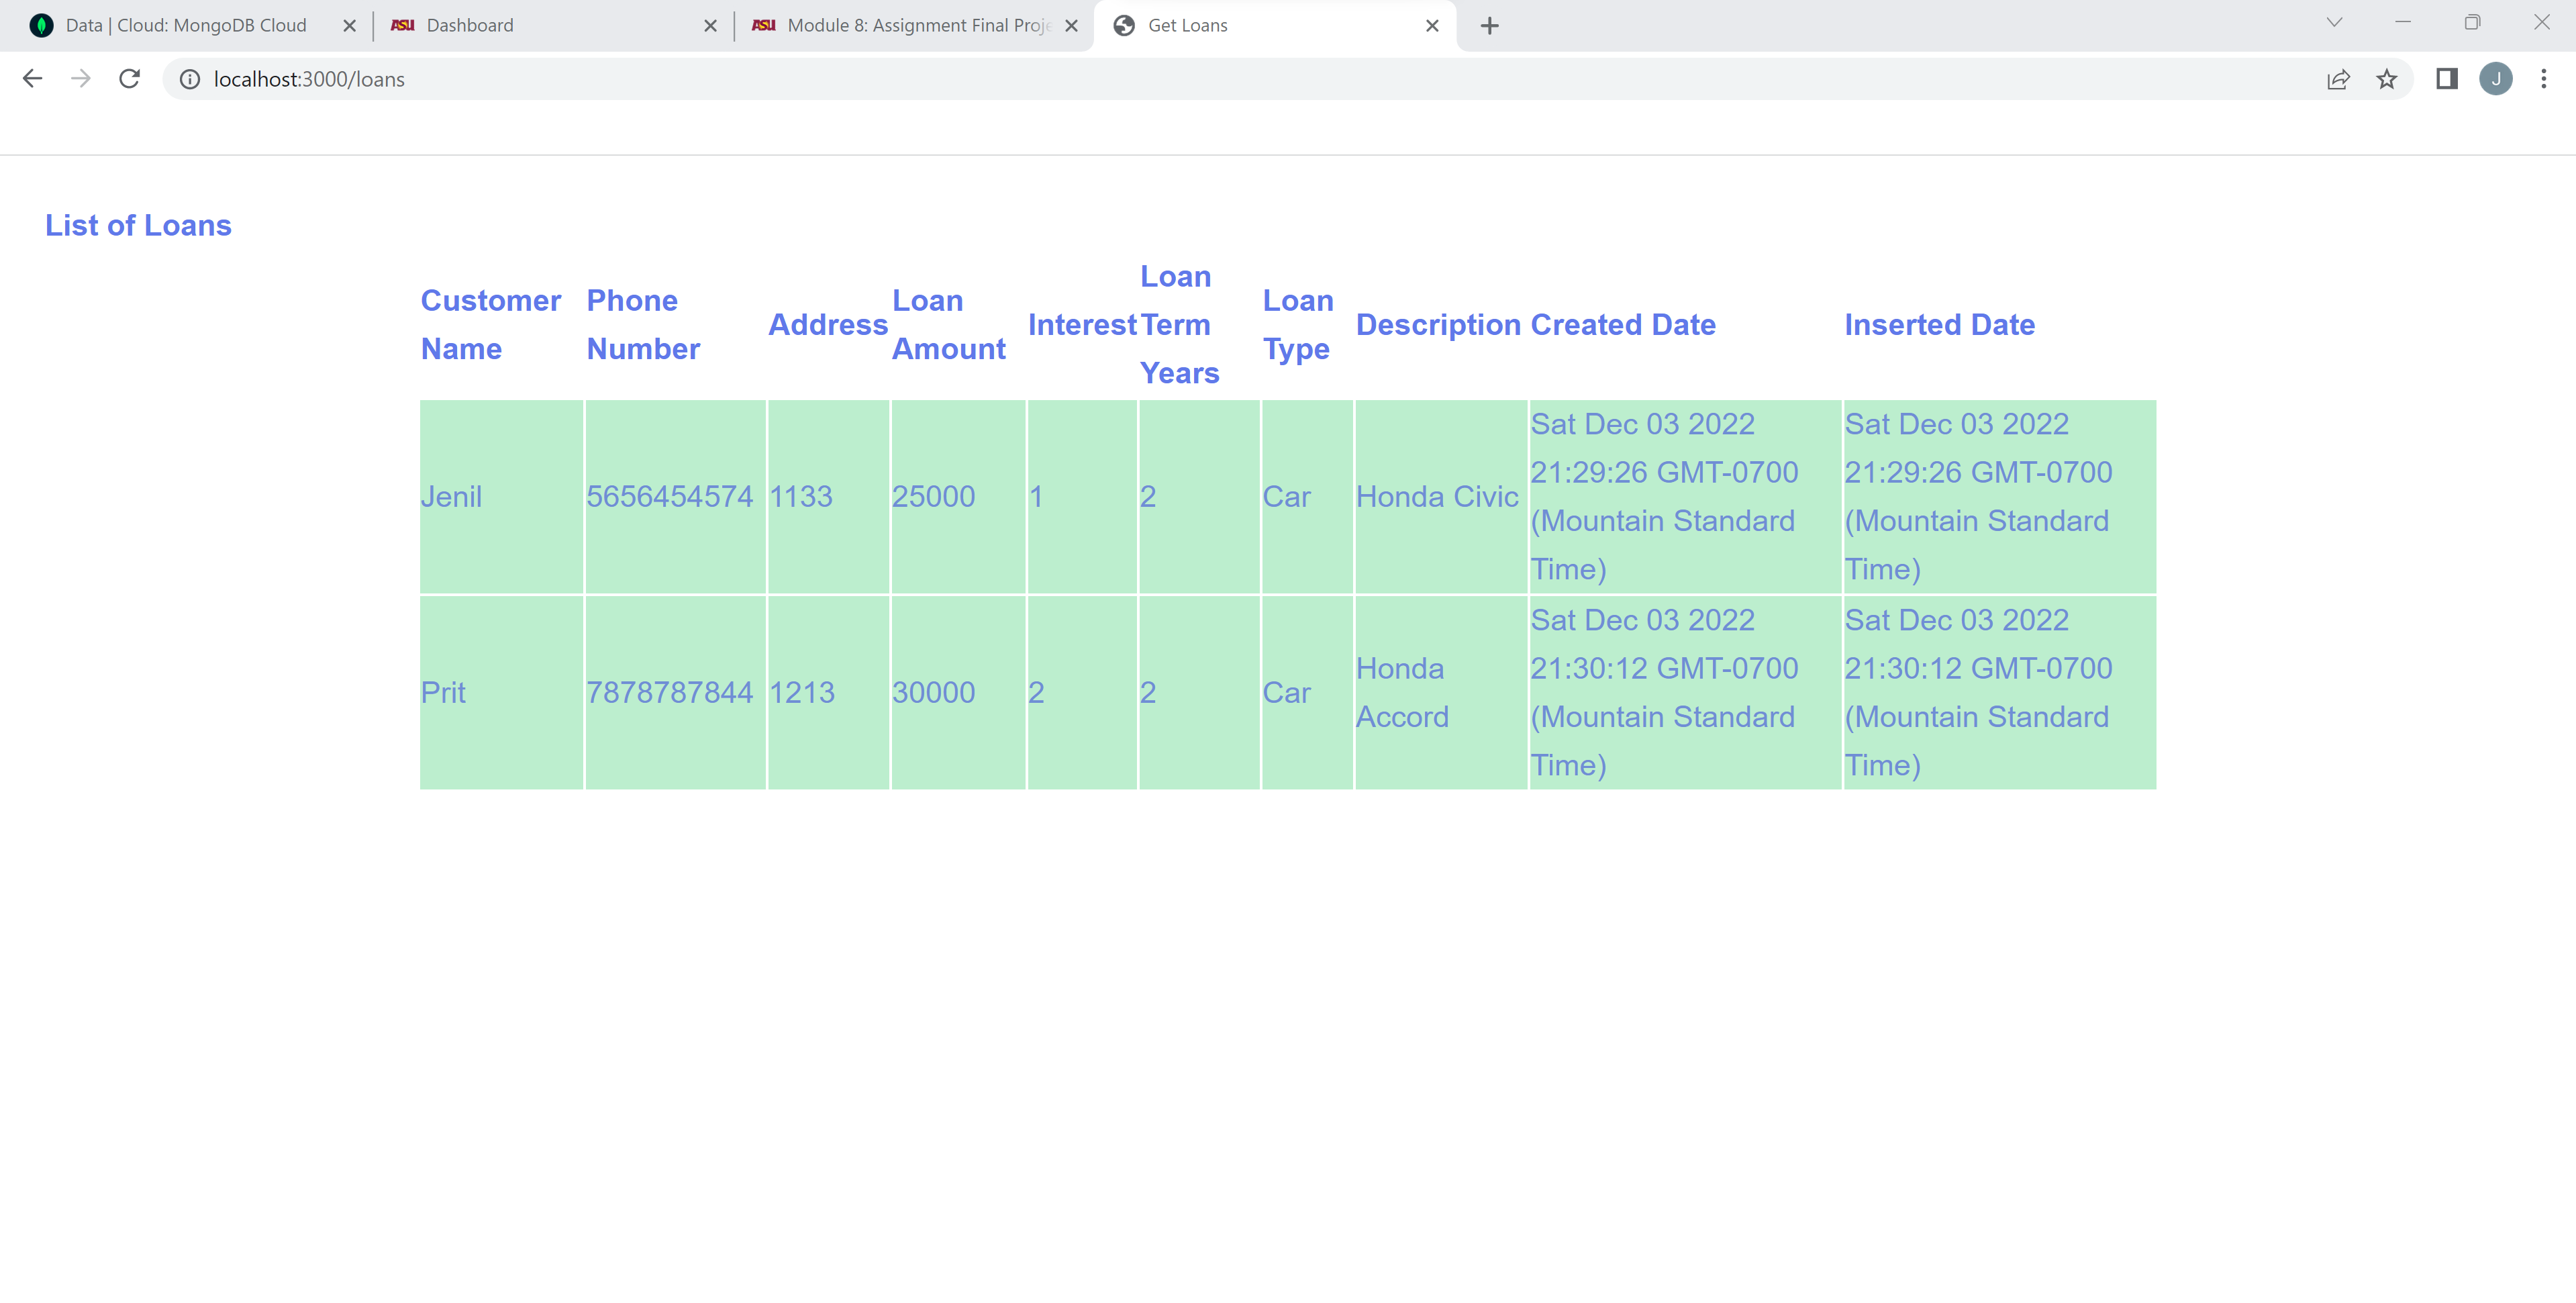 Data | Cloud: MongoDB Cloud
ASU Dashboard
ASU Module 8: Assignment Final Proje
Get Loans
localhost:3000/loans
J
List of Loans
Customer Name Phone Number Address Loan Amount Interest Loan Term Years Loan Type Description Created Date Inserted Date
Jenil 5656454574 1133 25000 1 2 Car Honda Civic Sat Dec 03 2022 21:29:26 GMT-0700 (Mountain Standard Time) Sat Dec 03 2022 21:29:26 GMT-0700 (Mountain Standard Time)
Prit 7878787844 1213 30000 2 2 Car Honda Accord Sat Dec 03 2022 21:30:12 GMT-0700 (Mountain Standard Time) Sat Dec 03 2022 21:30:12 GMT-0700 (Mountain Standard Time)